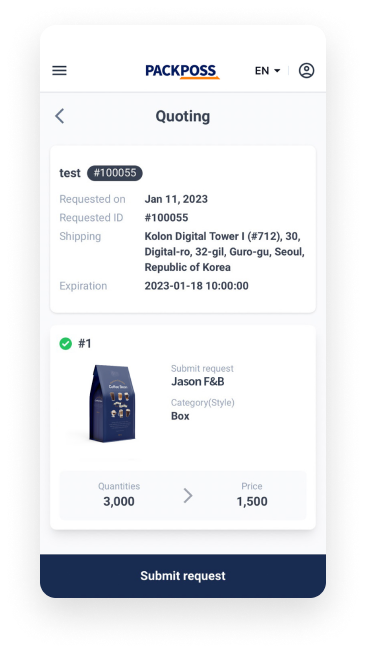 PACKPOSS
EN
Quoting
test #100055
Requested on Jan 11, 2023
Requested ID #100055
Shipping Kolon Digital Tower I (#712), 30,
Digital-ro, 32-gil, Guro-gu, Seoul,
Republic of Korea
Expiration 2023-01-18 10:00:00
#1
Coffee Bean
Submit request
Jason F&B
Category(Style)
Box
Quantities
3,000
Price
1,500
Submit request